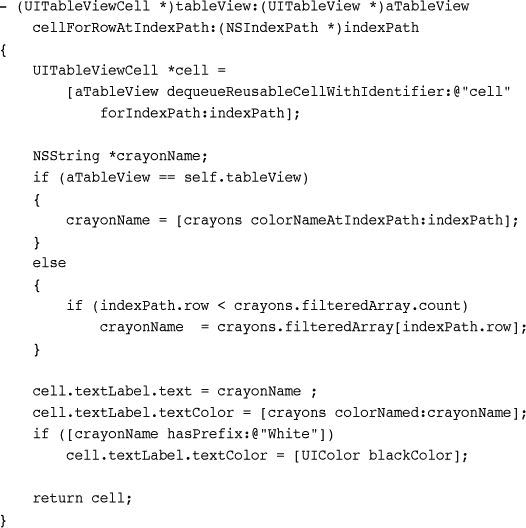 – (UITableViewCell *)tableView:(UITableView *)aTableView
    cellForRowAtIndexPath:(NSIndexPath *)indexPath
{
    UITableViewCell *cell =
        [aTableView dequeueReusableCellWithIdentifier:@"cell"
            forIndexPath:indexPath];

    NSString *crayonName;
    if (aTableView == self.tableView)
    {
        crayonName = [crayons colorNameAtIndexPath:indexPath];
    }
    else
    {
        if (indexPath.row < crayons.filteredArray.count)
            crayonName  = crayons.filteredArray[indexPath.row];
    }

    cell.textLabel.text = crayonName ;
    cell.textLabel.textColor = [crayons colorNamed:crayonName];
    if ([crayonName hasPrefix:@"White"])
        cell.textLabel.textColor = [UIColor blackColor];

    return cell;
}